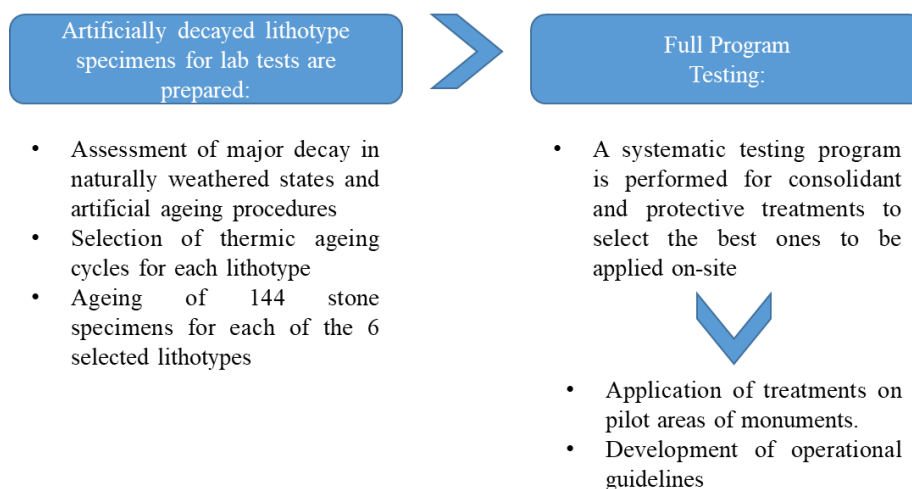 Artificially decayed lithotype
specimens for lab tests are
prepared:
• Assessment of major decay in
naturally weathered states and
artificial ageing procedures
• Selection of thermic ageing
cycles for each lithotype
• Ageing of 144 stone
specimens for each of the 6
selected lithotypes
Full Program
Testing:
• A systematic testing program
is performed for consolidant
and protective treatments to
select the best ones to be
applied on-site
• Application of treatments on
pilot areas of monuments.
• Development of operational
guidelines